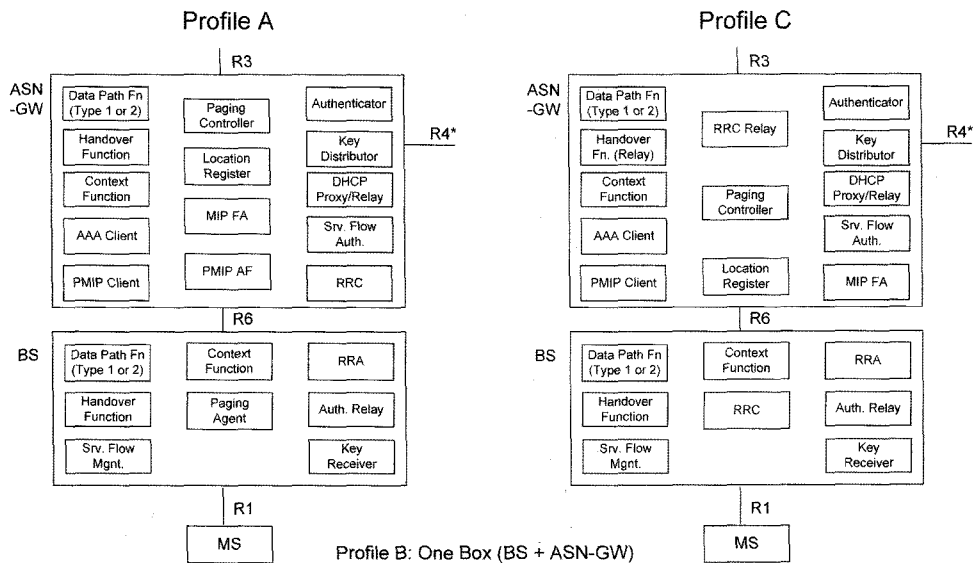 Profile A
R3
ASN
-GW
Data Path Fn
(Type 1 or 2)
Handover
Function
Context
Function
AAA Client
PMIP Client
Paging
Controller
Location
Register
MIP FA
PMIP AF
Authenticator
Key
Distributor
DHCP
Proxy/Relay
Srv. Flow
Auth.
RRC
R4*
R6
BS
Data Path Fn
(Type 1 or 2)
Handover
Function
Srv. Flow
Mgnt.
Context
Function
Paging
Agent
RRA
Auth. Relay
Key
Receiver
R1
MS
Profile C
R3
ASN
-GW
Data Path Fn
(Type 1 or 2)
Handover
Fn. (Relay)
Context
Function
AAA Client
PMIP Client
RRC Relay
Paging
Controller
Location
Register
Authenticator
Key
Distributor
DHCP
Proxy/Relay
Srv. Flow
Auth.
MIP FA
R4*
R6
BS
Data Path Fn
(Type 1 or 2)
Handover
Function
Srv. Flow
Mgnt.
Context
Function
RRC
RRA
Auth. Relay
Key
Receiver
R1
MS
Profile B: One Box (BS + ASN-GW)